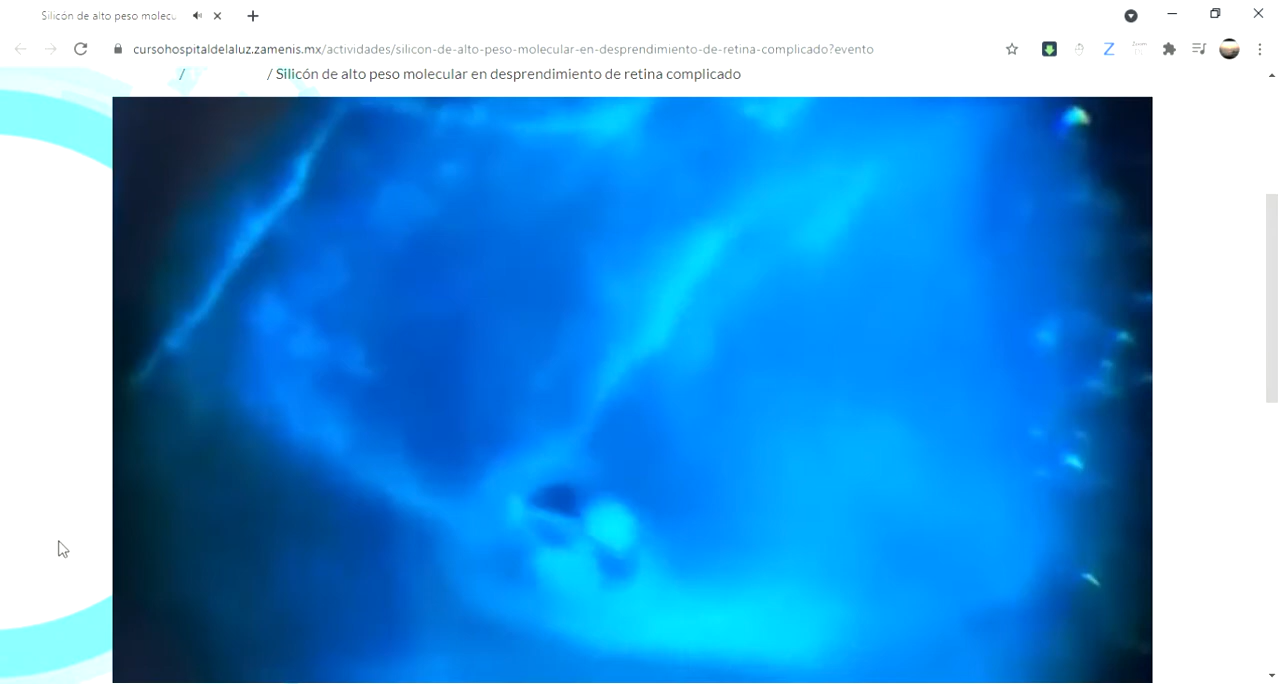 Silicón de alto peso molecu
cursohospitaldelaluz.zamenis.mx/actividades/silicon-de-alto-peso-molecular-en-desprendimiento-de-retina-complicado?evento
/ / Silicón de alto peso molecular en desprendimiento de retina complicado